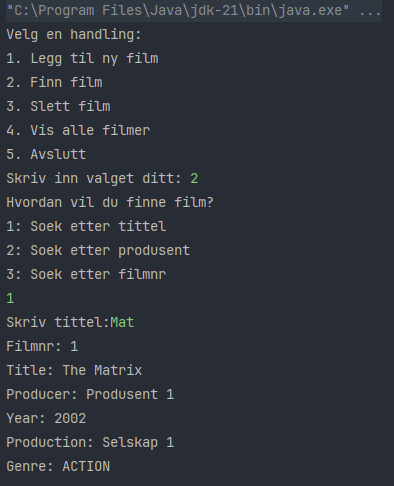 "C:\Program Files\Java\jdk-21\bin\java.exe" ...
Velg en handling:
1. Legg til ny film
2. Finn film
3. Slett film
4. Vis alle filmer
5. Avslutt
Skriv inn valget ditt: 2
Hvordan vil du finne film?
1: Soek etter tittel
2: Soek etter produsent
3: Soek etter filmnr
1
Skriv tittel:Mat
Filmnr: 1
Title: The Matrix
Producer: Produsent 1
Year: 2002
Production: Selskap 1
Genre: ACTION